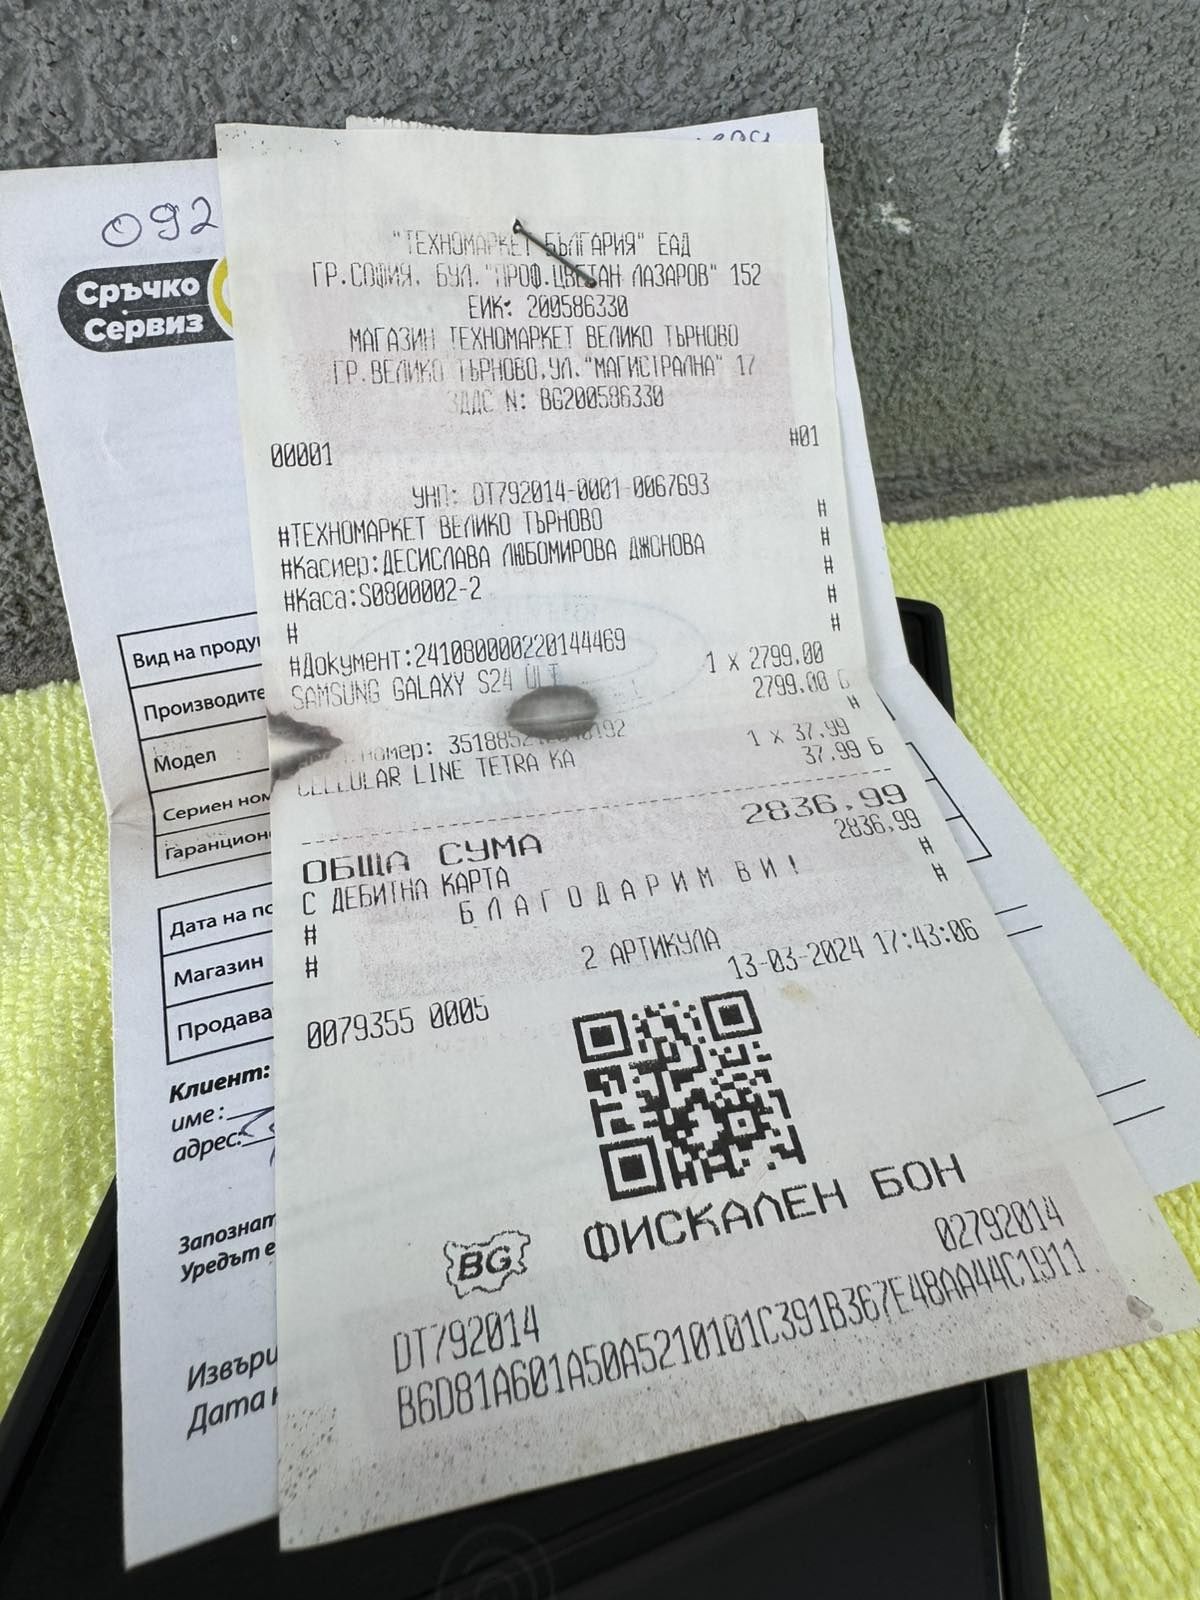 092
Сръчко
Сервиз
"ТЕХНОМАРКЕТ БЪЛГАРИЯ" ЕАД
ГР.СОФИЯ, БУЛ."ПРОФ.ЦВЕТАН ЛАЗАРОВ" 152
ЕИК: 200586330
МАГАЗИН ТЕХНОМАРКЕТ ВЕЛИКО ТЪРНОВО
ГР.ВЕЛИКО ТЪРНОВО,УЛ."МАГИСТРАЛНА" 17
ЗДДС N: BG200586330
00001 #01
УНП: DT792014-0001-0067693
#ТЕХНОМАРКЕТ ВЕЛИКО ТЪРНОВО #
#Касиер:ДЕСИСЛАВА ЛЮБОМИРОВА ДЖОНОВА #
#Каса:S0800002-2 #
# #
#Документ:241080000220144469 #
SAMSUNG GALAXY S24 ULT 1 x 2799.00
2799.00 Б
номер: #
CELLULAR LINE TETRA KA 1 x 37.99
37.99 Б
ОБЩА СУМА 2836.99
С ДЕБИТНА КАРТА 2836.99
# БЛАГОДАРИМ ВИ! #
# #
2 АРТИКУЛА
0079355 0005 13-03-2024 17:43:06
BG ФИСКАЛЕН БОН
DT792014 02792014
B6D81A601A50A5210101C391B367E48AA44C1911
Вид на
Производите
Модел
Сериен
Гаранцион
Дата на
Магазин
Продава
Клиент:
име:
адрес:
Запознат
Уредът е
Извърш
Дата